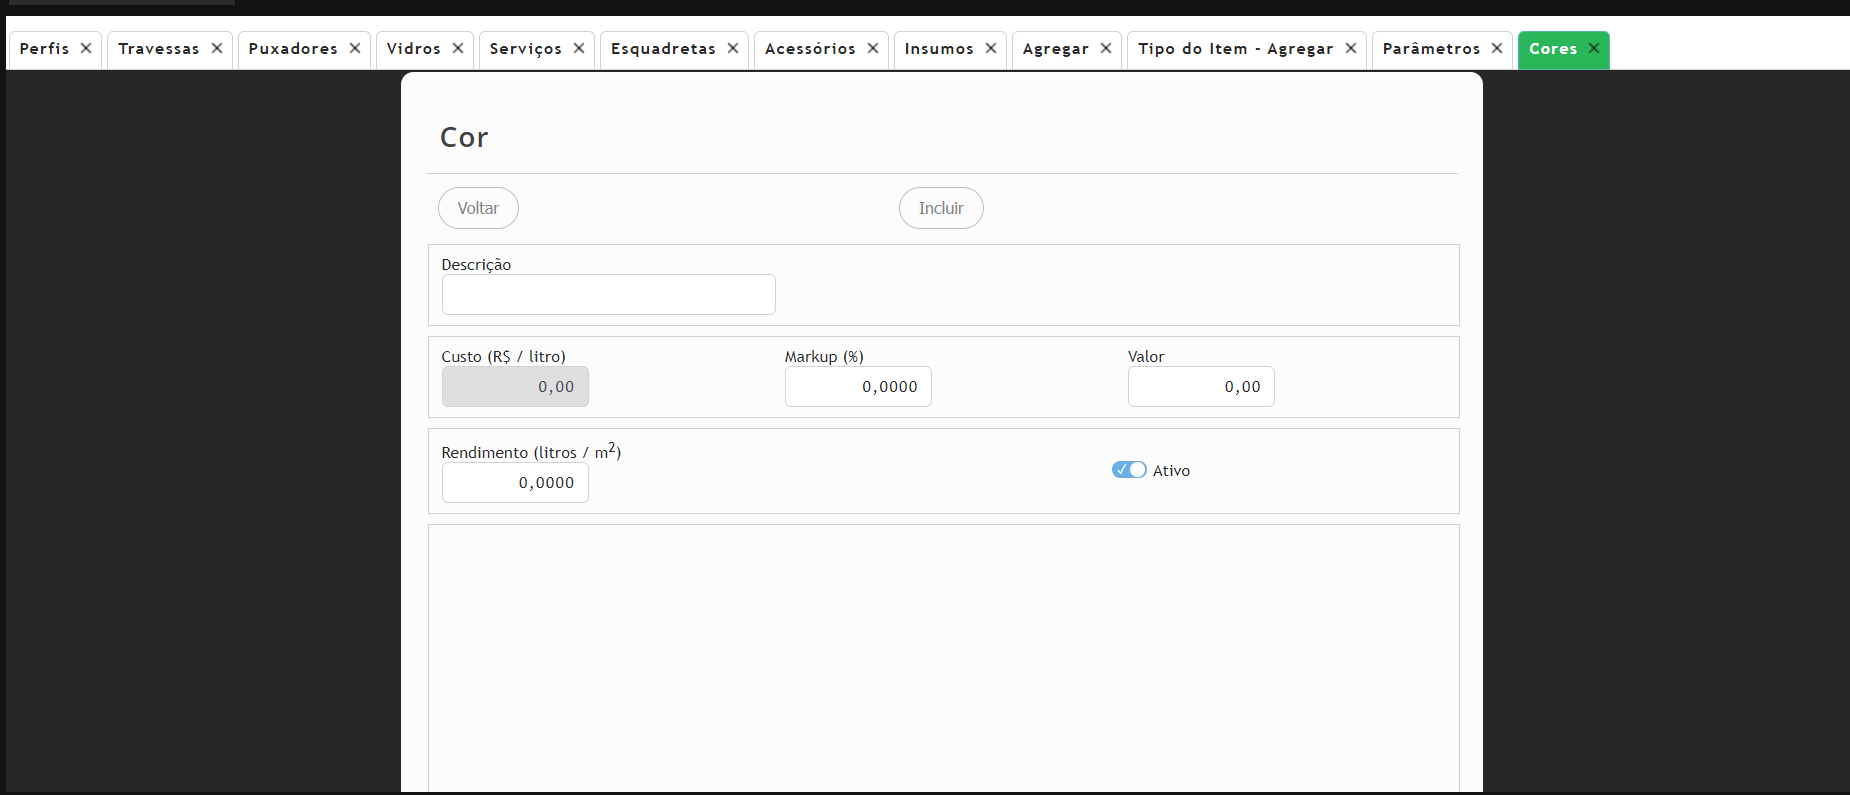 Perfis Travessas Puxadores Vidros Serviços Esquadretas Acessórios Insumos Agregar Tipo do Item - Agregar Parâmetros Cores
Cor
Voltar Incluir
Descrição
Custo (R$ / litro) Markup (%) Valor
0,00 0,0000 0,00
Rendimento (litros / m²)
0,0000 Ativo